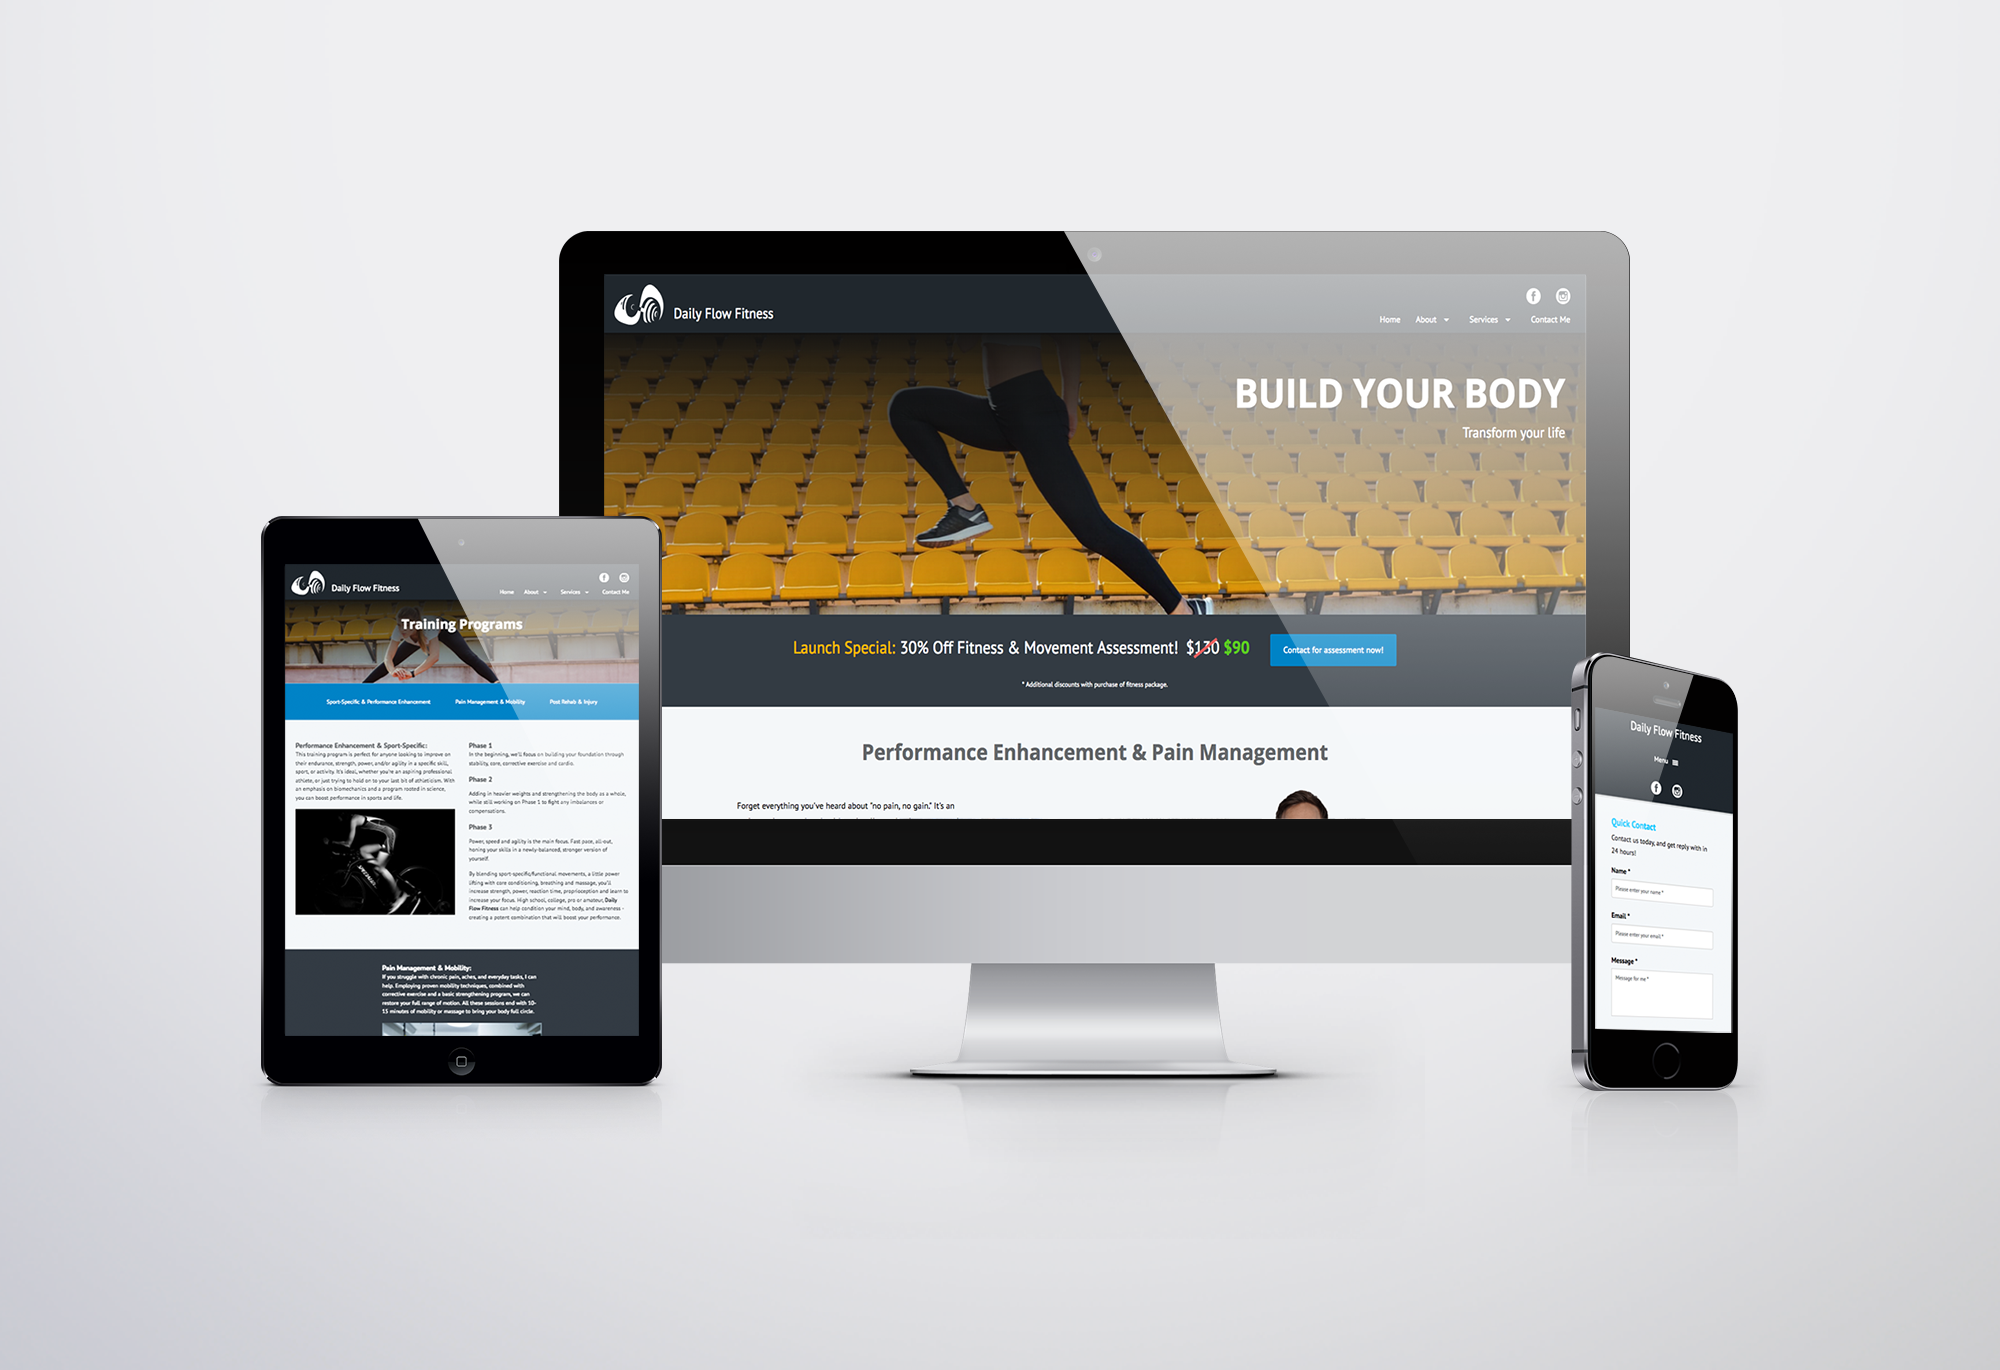 Daily Flow Fitness
Home About Services Contact Me
BUILD YOUR BODY
Transform your life
Launch Special: 30% Off Fitness & Movement Assessment! $130 $90
Contact for assessment now!
* Additional discounts with purchase of fitness package.
Performance Enhancement & Pain Management
Forget everything you've heard about "no pain, no gain." It's an
Daily Flow Fitness
Home About Services Contact Me
Training Programs
Sport-Specific & Performance Enhancement Pain Management & Mobility Post Rehab & Injury
Performance Enhancement & Sport-Specific:
This training program is perfect for anyone looking to improve on
their endurance, strength, power, and/or agility in a specific skill,
sport, or activity. It's ideal, whether you're an aspiring professional
athlete, or just trying to hold on to your last bit of athleticism. With
an emphasis on biomechanics and a program rooted in science,
you can boost performance in sports and life.
Phase 1
In the beginning, we'll focus on building your foundation through
stability, core, corrective exercise and cardio.
Phase 2
Adding in heavier weights and strengthening the body as a whole,
while still working on Phase 1 to fight any imbalances or
compensations.
Phase 3
Power, speed and agility is the main focus. Fast pace, all-out,
honing your skills in a newly-balanced, stronger version of
yourself.
By blending sport-specific/functional movements, a little power
lifting with core conditioning, breathing and massage, you'll
increase strength, power, reaction time, proprioception and learn to
increase your focus. High school, college, pro or amateur, Daily
Flow Fitness can help condition your mind, body, and awareness -
creating a potent combination that will boost your performance.
Pain Management & Mobility:
If you struggle with chronic pain, aches, and everyday tasks, I can
help. Employing proven mobility techniques, combined with
corrective exercise and a basic strengthening program, we can
restore your full range of motion. All these sessions end with 10-
15 minutes of mobility or massage to bring your body full circle.
Daily Flow Fitness
Menu
Quick Contact
Contact us today, and get reply with in
24 hours!
Name *
Please enter your name *
Email *
Please enter your email *
Message *
Message for me *